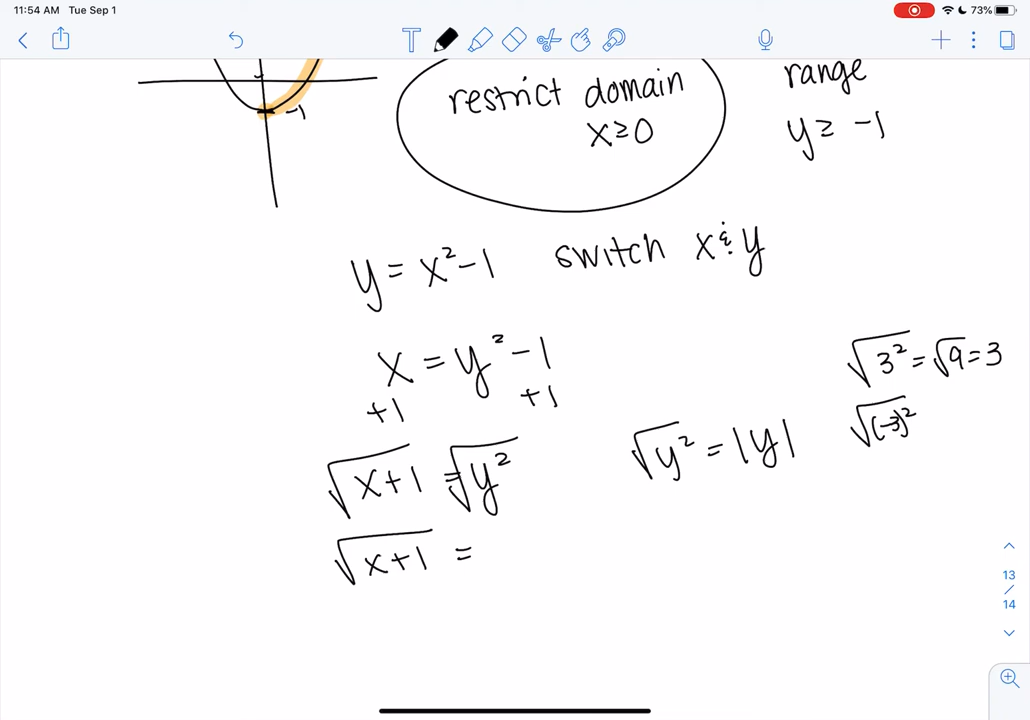 11:54 AM Tue Sep 1
73%
T
-1
restrict domain
x≥0
range
y≥ -1
y = x²-1 switch x & y
x = y² - 1
+1 +1
√3² = √9 = 3
√(-3)²
√x+1 = √y²
√y² = |y|
√x+1 =
13
/
14